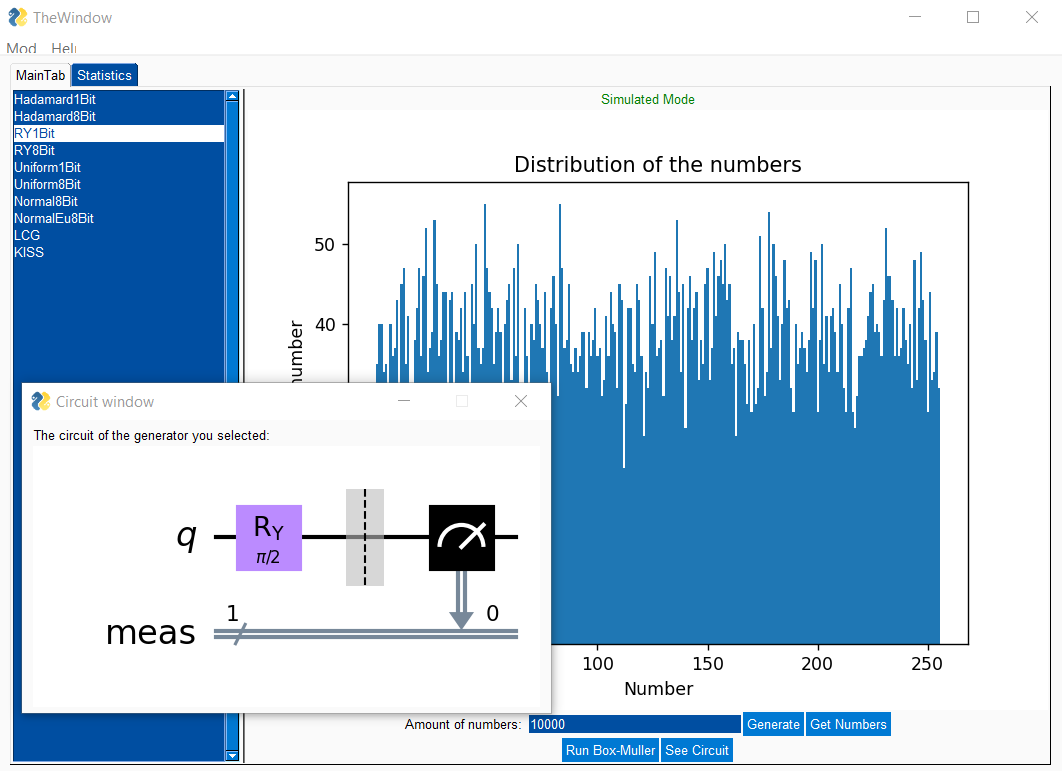 TheWindow
Mod Hel
MainTab Statistics
Hadamard1Bit
Hadamard8Bit
RY1Bit
RY8Bit
Uniform1Bit
Uniform8Bit
Normal8Bit
NormalEu8Bit
LCG
KISS
Simulated Mode
Distribution of the numbers
50
40
number
100 150 200 250
Number
Circuit window
The circuit of the generator you selected:
q
RY
π/2
1
0
meas
Amount of numbers: 10000 Generate Get Numbers
Run Box-Muller See Circuit